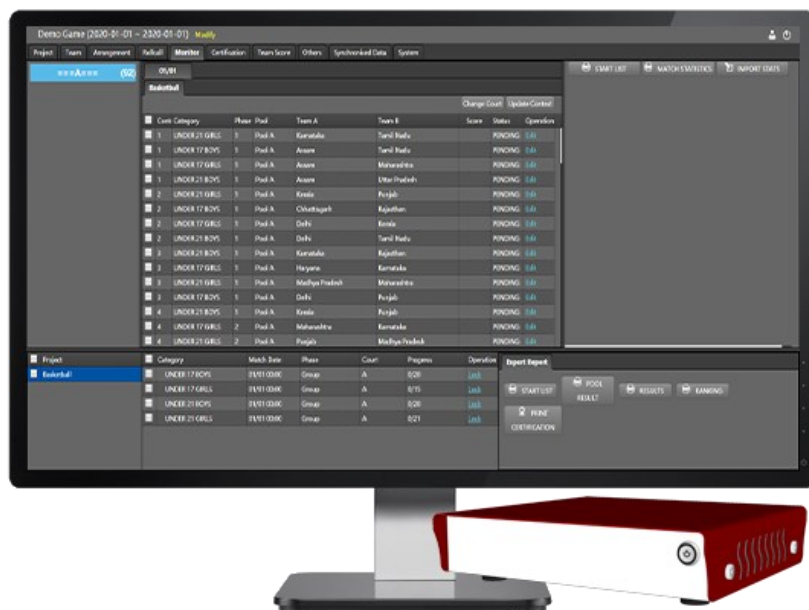 Demo Game (2020-01-01 ~ 2020-01-01) Modify
Project Team Arrangement Rollcall Monitor Certification Team Score Others Synchronised Data System
===A=== (92)
01/01
START LIST MATCH STATISTICS IMPORT STATS
Basketball
Change Court Update Contest
Category Phase Pool Team A Team B Score Status Operation
1 UNDER 21 GIRLS 1 Pool A Karnataka Tamil Nadu PENDING Edit
1 UNDER 17 BOYS 1 Pool A Assam Tamil Nadu PENDING Edit
1 UNDER 17 GIRLS 1 Pool A Assam Maharashtra PENDING Edit
1 UNDER 21 BOYS 1 Pool A Assam Uttar Pradesh PENDING Edit
2 UNDER 21 GIRLS 1 Pool A Kerala Punjab PENDING Edit
2 UNDER 17 BOYS 1 Pool A Chhattisgarh Rajasthan PENDING Edit
2 UNDER 17 GIRLS 1 Pool A Delhi Kerala PENDING Edit
2 UNDER 21 BOYS 1 Pool A Delhi Tamil Nadu PENDING Edit
3 UNDER 21 BOYS 1 Pool A Karnataka Rajasthan PENDING Edit
3 UNDER 17 GIRLS 1 Pool A Haryana Karnataka PENDING Edit
3 UNDER 21 GIRLS 1 Pool A Madhya Pradesh Maharashtra PENDING Edit
3 UNDER 17 BOYS 1 Pool A Delhi Punjab PENDING Edit
4 UNDER 21 BOYS 1 Pool A Kerala Punjab PENDING Edit
4 UNDER 17 GIRLS 2 Pool A Maharashtra Karnataka PENDING Edit
4 UNDER 21 GIRLS 2 Pool A Punjab Madhya Pradesh PENDING Edit
Project
Basketball
Category Match Date Phase Court Progress Operation
UNDER 17 BOYS 01/01 00:00 Group A 0/20 Lock
UNDER 17 GIRLS 01/01 00:00 Group A 0/15 Lock
UNDER 21 BOYS 01/01 00:00 Group A 0/20 Lock
UNDER 21 GIRLS 01/01 00:00 Group A 0/21 Lock
Export Report
START LIST POOL RESULT RESULTS RANKING
PRINT CERTIFICATION